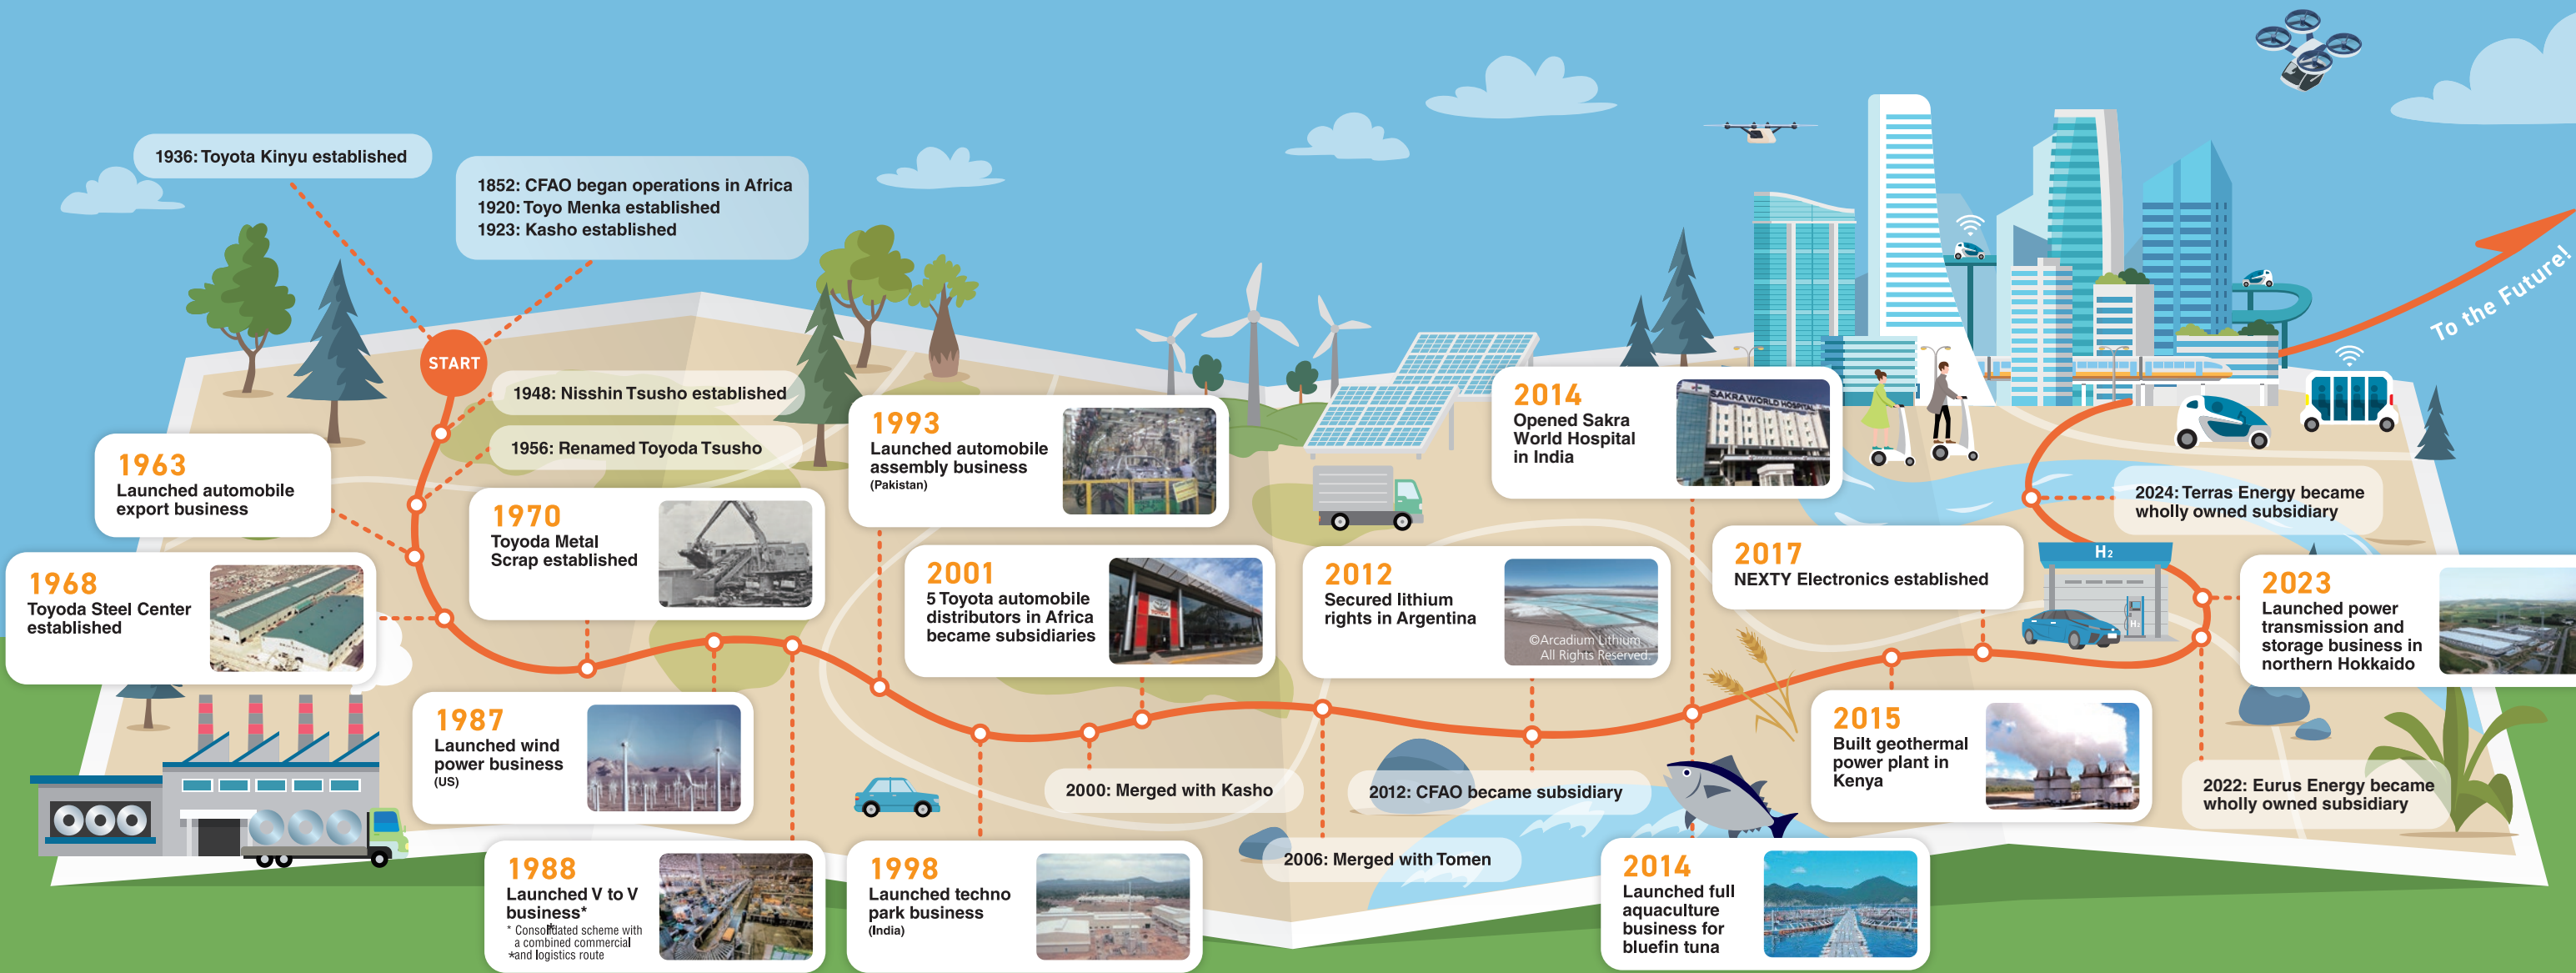 1936: Toyota Kinyu established
1852: CFAO began operations in Africa
1920: Toyo Menka established
1923: Kasho established
START
1948: Nisshin Tsusho established
1956: Renamed Toyoda Tsusho
1963
Launched automobile
export business
1968
Toyoda Steel Center
established
1970
Toyoda Metal
Scrap established
1987
Launched wind
power business
(US)
1988
Launched V to V
business*
* Consolidated scheme with
a combined commercial
*and logistics route
1993
Launched automobile
assembly business
(Pakistan)
1998
Launched techno
park business
(India)
2000: Merged with Kasho
2001
5 Toyota automobile
distributors in Africa
became subsidiaries
TOYOTA
2006: Merged with Tomen
2012
Secured lithium
rights in Argentina
©Arcadium Lithium.
All Rights Reserved.
2012: CFAO became subsidiary
2014
Opened Sakra
World Hospital
in India
SAKRA WORLD HOSPITAL
2014
Launched full
aquaculture
business for
bluefin tuna
2015
Built geothermal
power plant in
Kenya
2017
NEXTY Electronics established
2022: Eurus Energy became
wholly owned subsidiary
2023
Launched power
transmission and
storage business in
northern Hokkaido
H2
H2
2024: Terras Energy became
wholly owned subsidiary
To the Future!